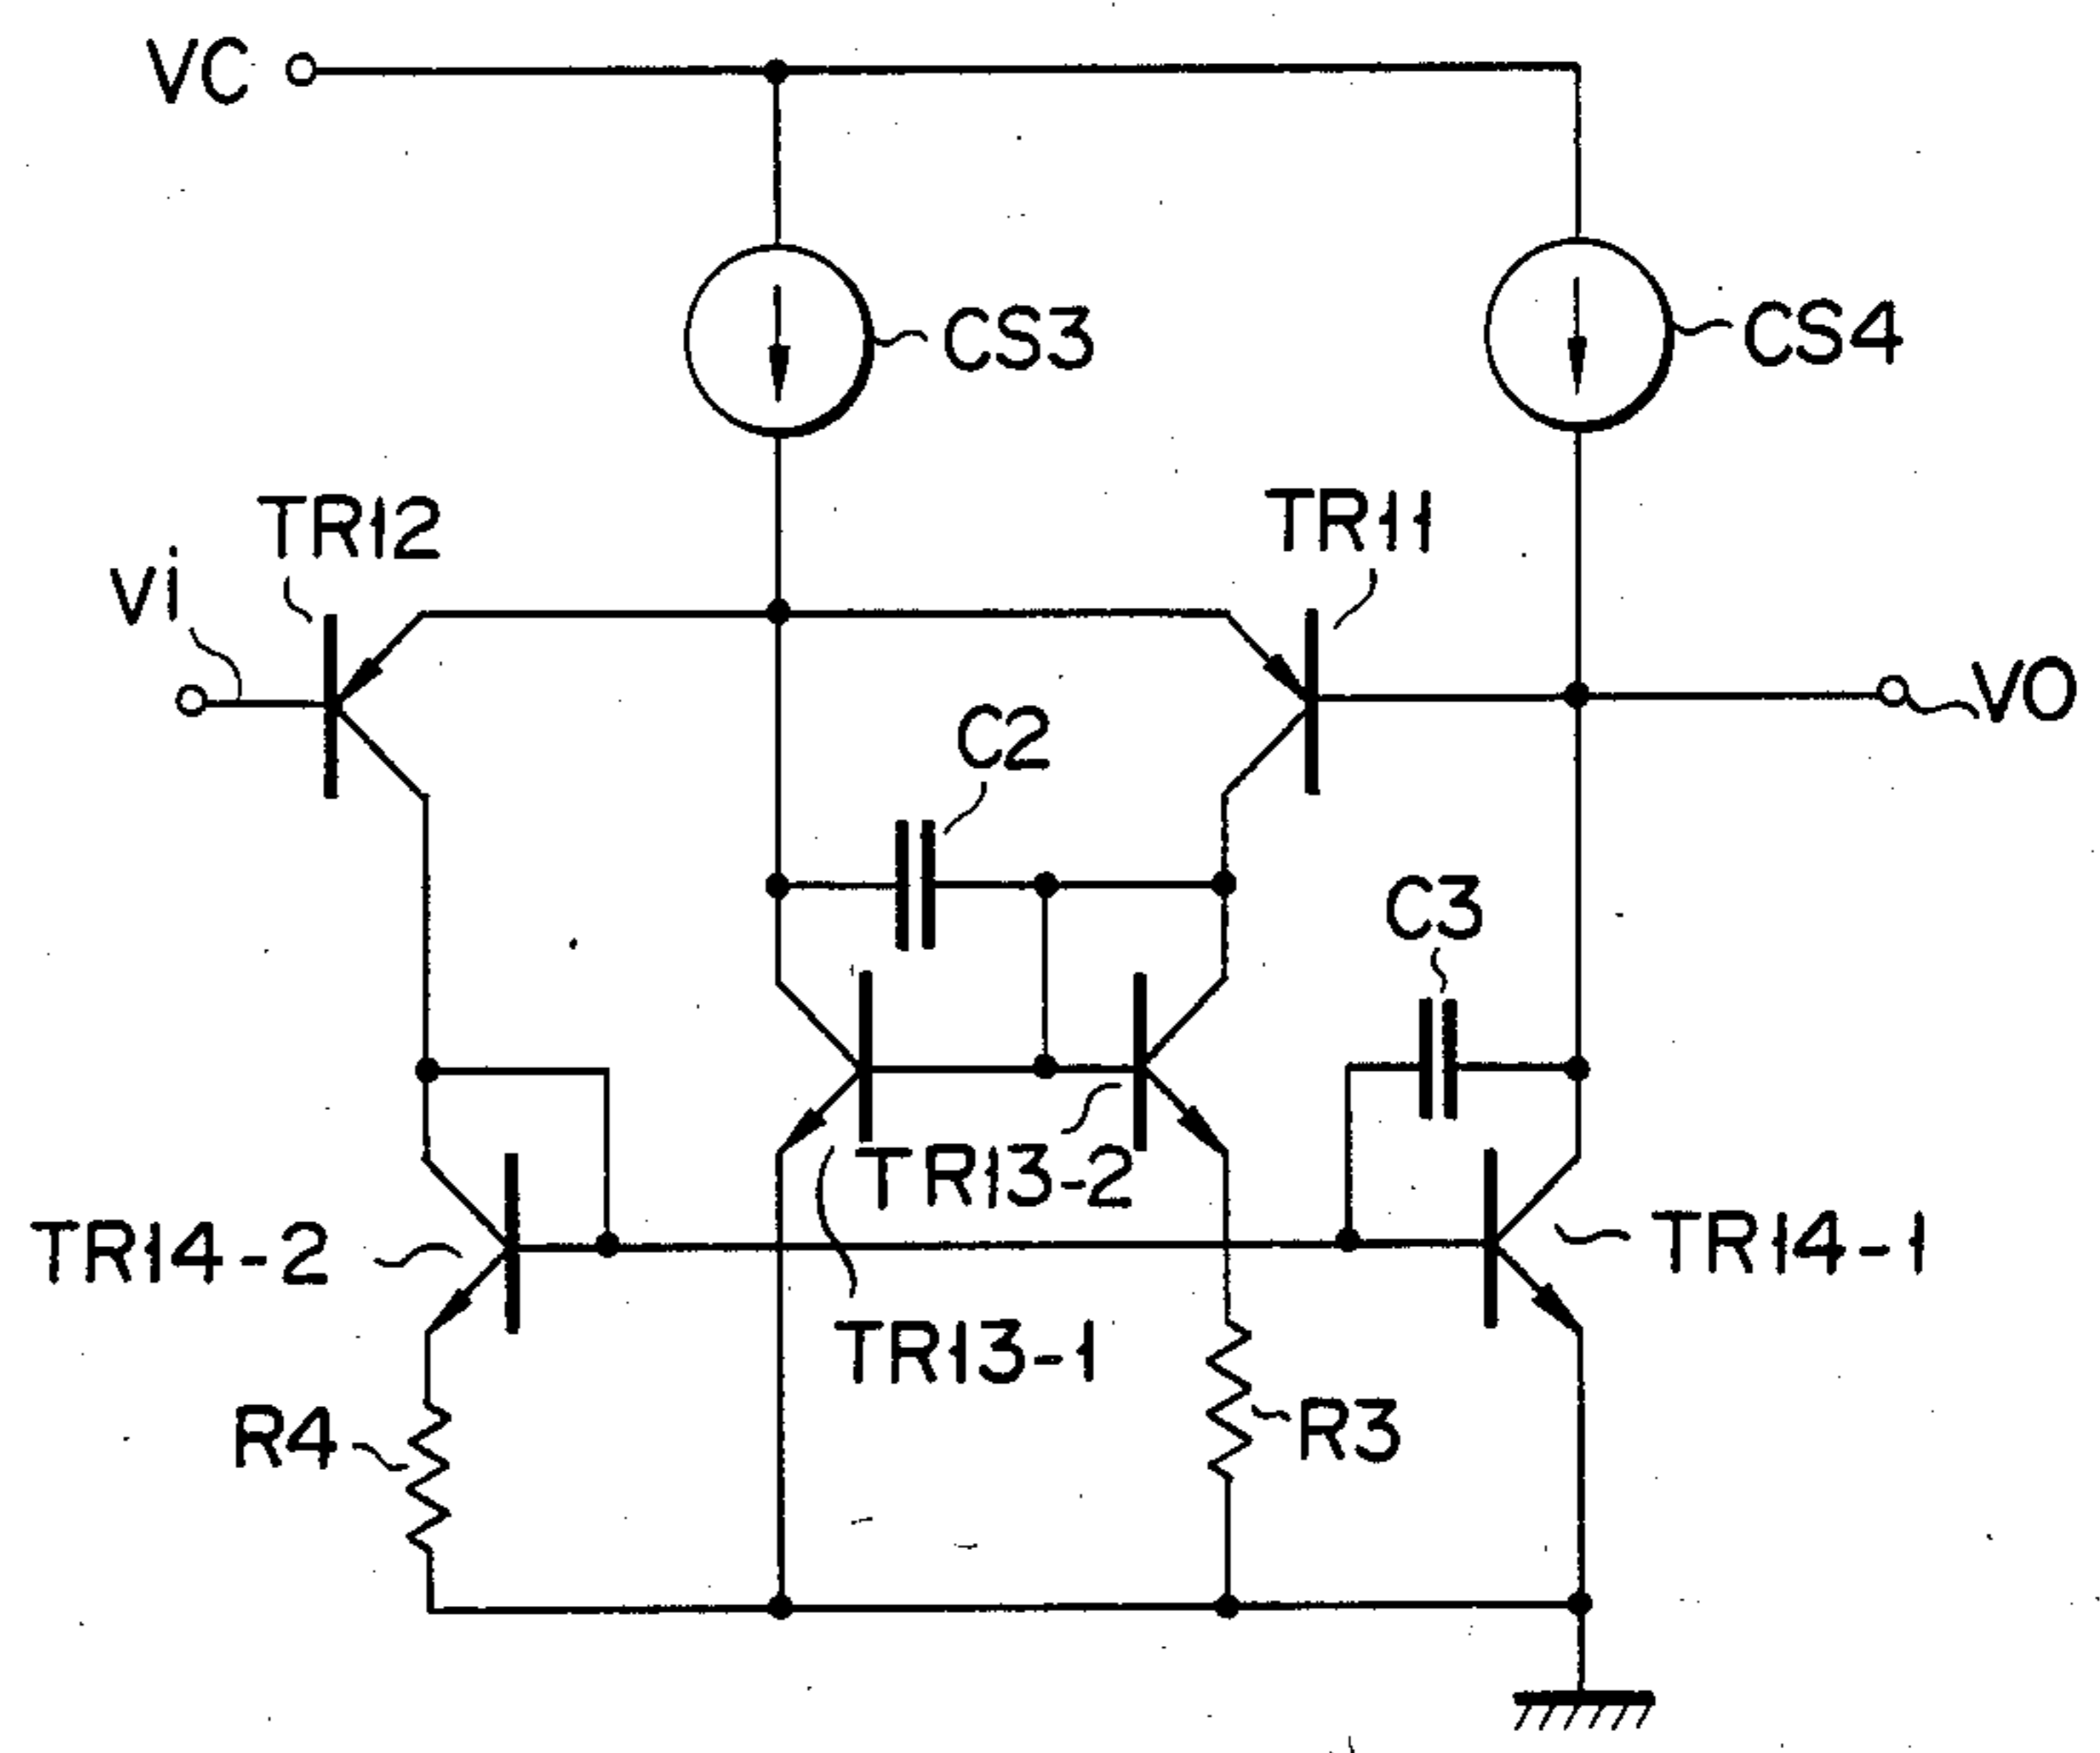 VC
CS3
CS4
TR12
TR11
Vi
VO
C2
C3
TR13-2
TR14-2
TR14-1
TR13-1
R4
R3